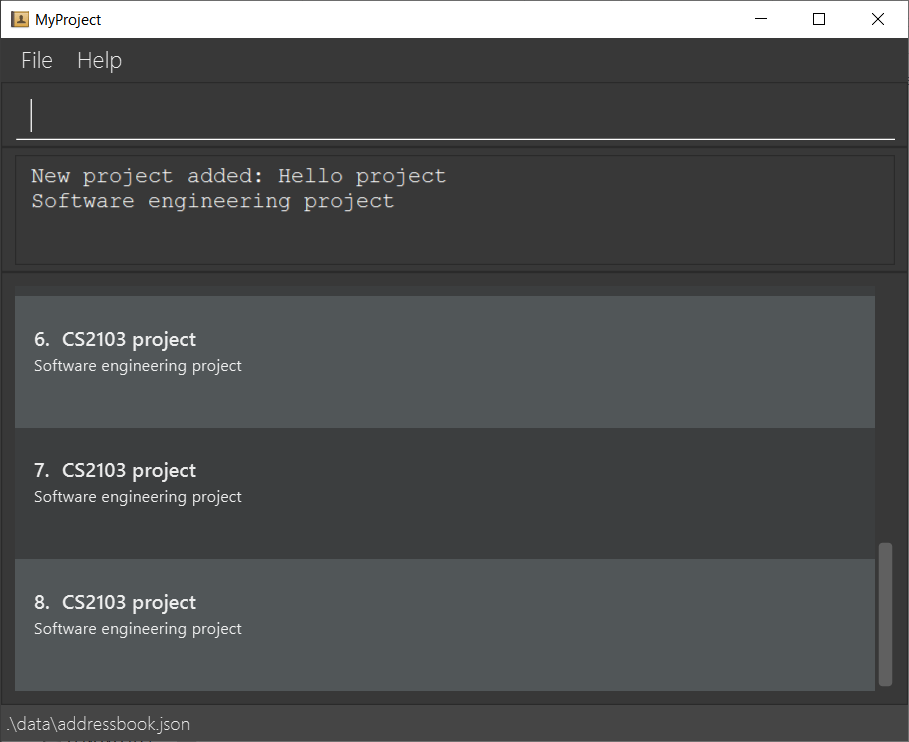 MyProject
File Help
New project added: Hello project
Software engineering project
6. CS2103 project
Software engineering project
7. CS2103 project
Software engineering project
8. CS2103 project
Software engineering project
.\data\addressbook.json